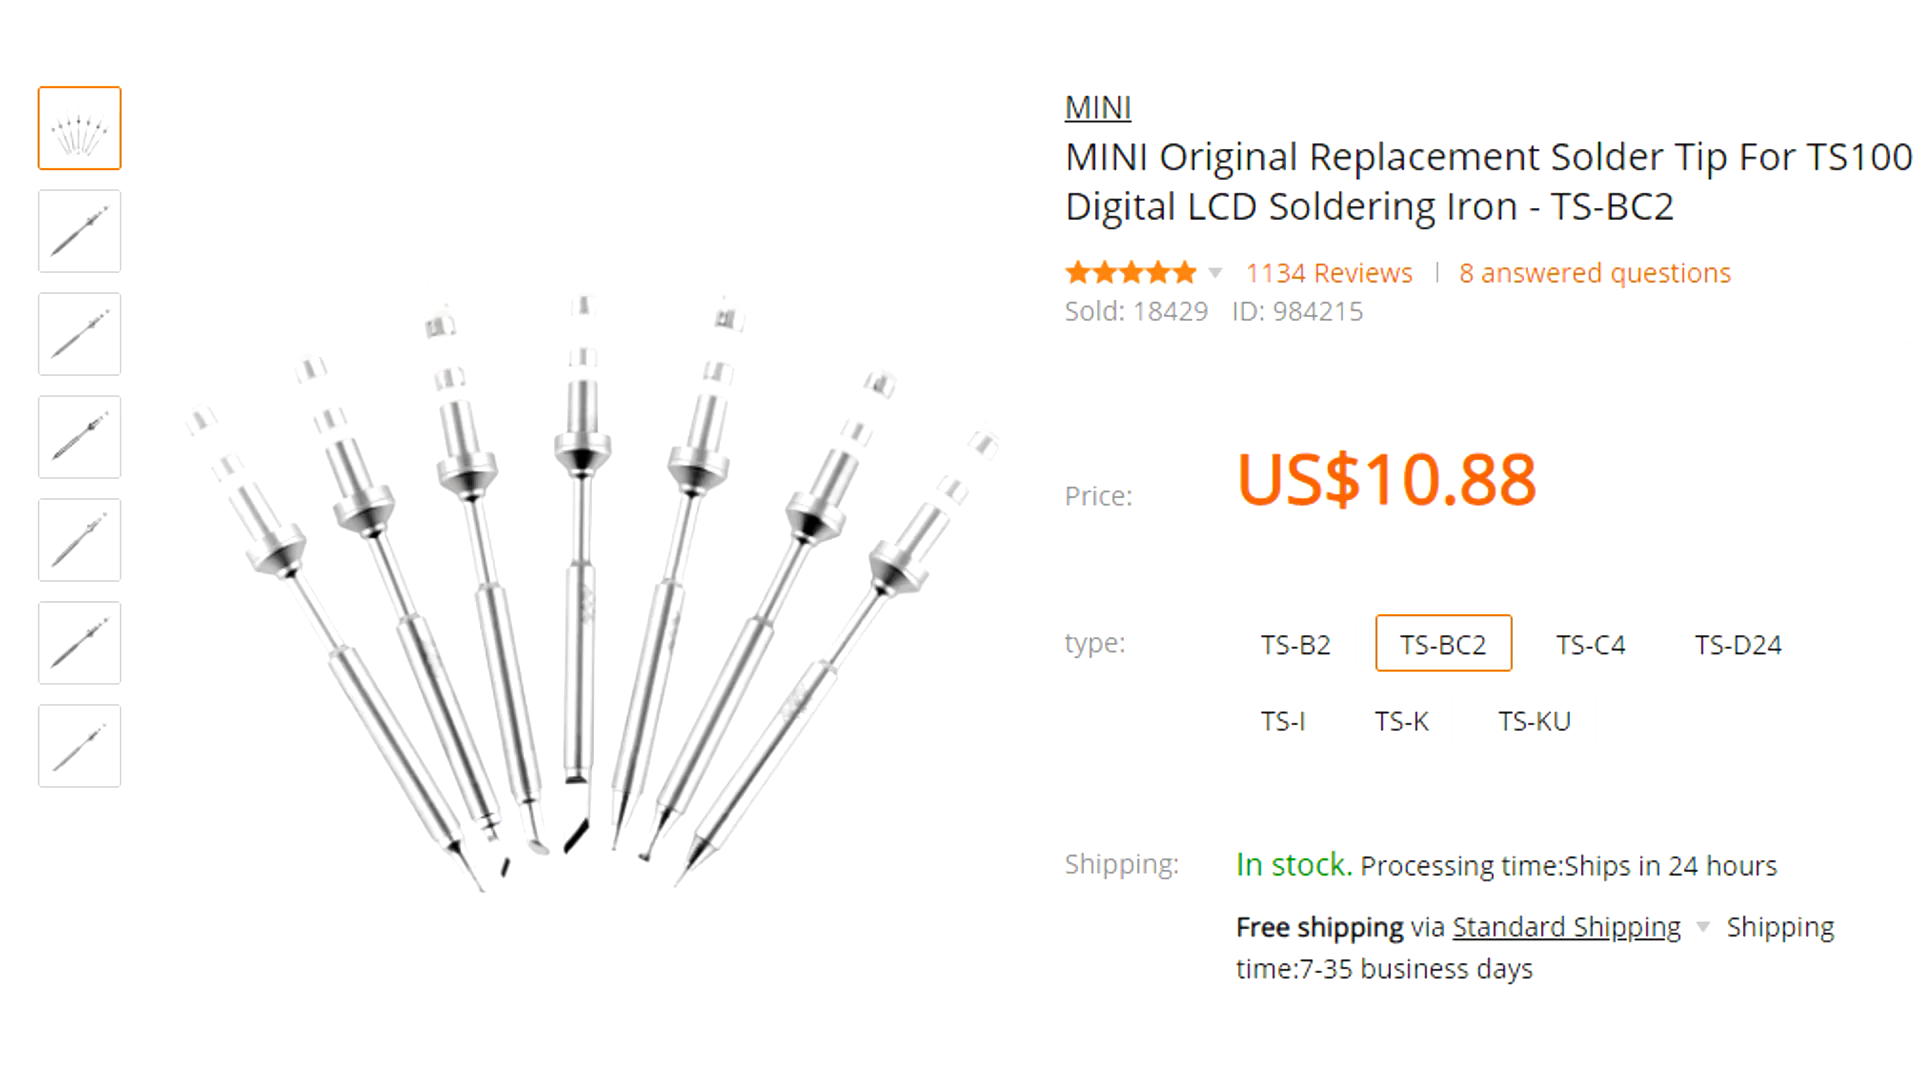 MINI
MINI Original Replacement Solder Tip For TS100
Digital LCD Soldering Iron - TS-BC2
1134 Reviews | 8 answered questions
Sold: 18429 ID: 984215
Price: US$10.88
type: TS-B2 TS-BC2 TS-C4 TS-D24
TS-I TS-K TS-KU
Shipping: In stock. Processing time:Ships in 24 hours
Free shipping via Standard Shipping Shipping
time:7-35 business days